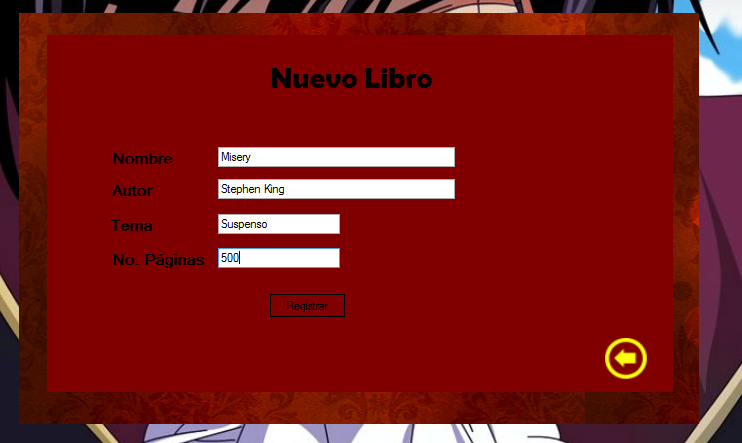 Nuevo Libro
Nombre Misery
Autor Stephen King
Tema Suspenso
No. Páginas 500
Registrar